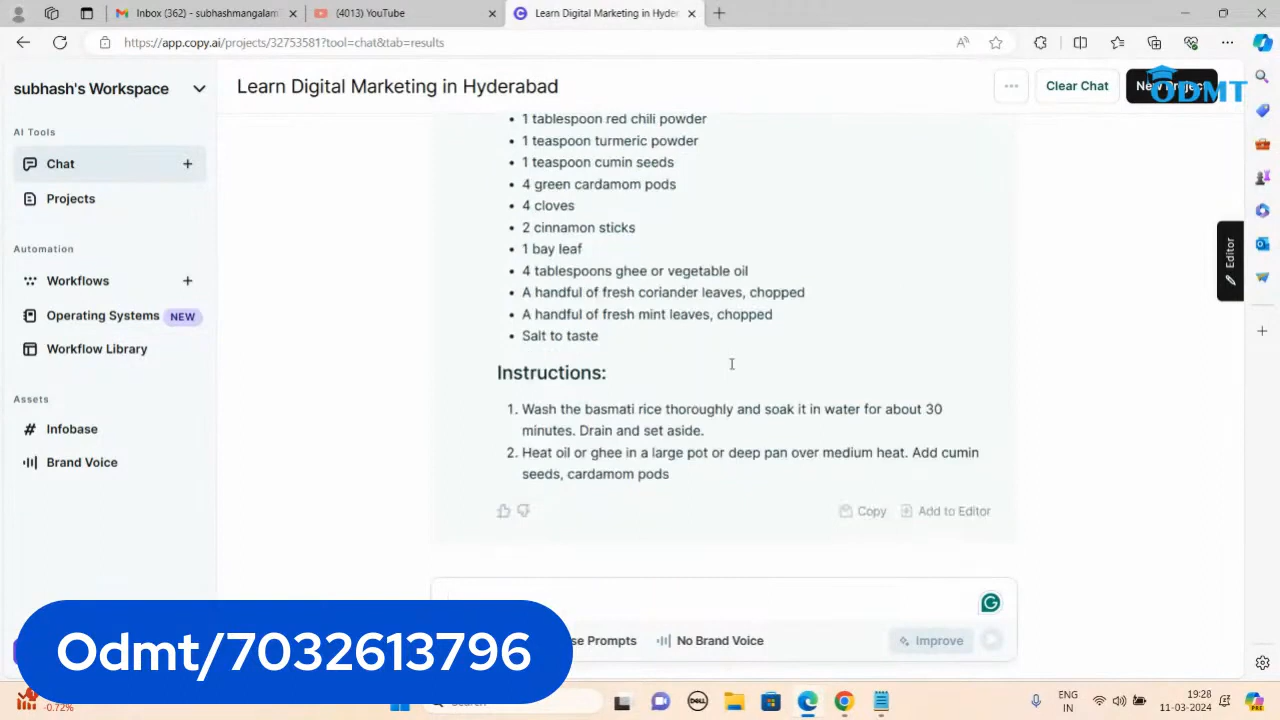 Inbox (362) - subhashmangalam
(4013) YouTube
Learn Digital Marketing in Hyder
https://app.copy.ai/projects/32753581?tool=chat&tab=results
subhash's Workspace
Learn Digital Marketing in Hyderabad
Clear Chat
ODMT
AI Tools
Chat
Projects
Automation
Workflows
Operating Systems NEW
Workflow Library
Assets
Infobase
Brand Voice
• 1 tablespoon red chili powder
• 1 teaspoon turmeric powder
• 1 teaspoon cumin seeds
• 4 green cardamom pods
• 4 cloves
• 2 cinnamon sticks
• 1 bay leaf
• 4 tablespoons ghee or vegetable oil
• A handful of fresh coriander leaves, chopped
• A handful of fresh mint leaves, chopped
• Salt to taste
Instructions:
1. Wash the basmati rice thoroughly and soak it in water for about 30
minutes. Drain and set aside.
2. Heat oil or ghee in a large pot or deep pan over medium heat. Add cumin
seeds, cardamom pods
Copy
Add to Editor
Editor
Prompts
No Brand Voice
Improve
Odmt/7032613796
-0.72%
DELL
ENG
IN
19:28
11-03-2024